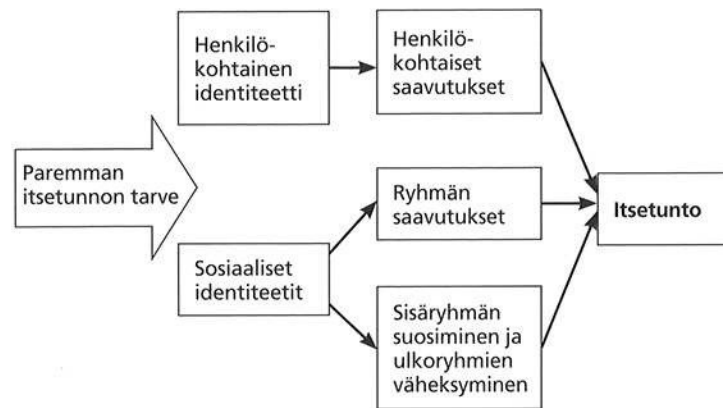 Henkilö-
kohtainen
identiteetti
Henkilö-
kohtaiset
saavutukset
Paremman
itsetunnon tarve
Ryhmän
saavutukset
Itsetunto
Sosiaaliset
identiteetit
Sisäryhmän
suosiminen ja
ulkoryhmien
väheksyminen